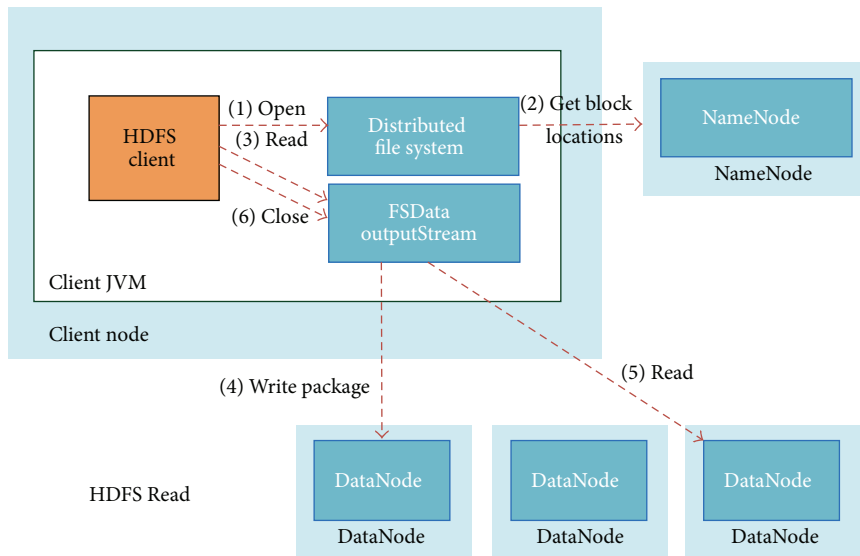 (1) Open
(2) Get block
locations
HDFS
client
(3) Read
Distributed
file system
NameNode
NameNode
(6) Close
FSData
outputStream
Client JVM
Client node
(4) Write package
(5) Read
HDFS Read
DataNode
DataNode
DataNode
DataNode
DataNode
DataNode